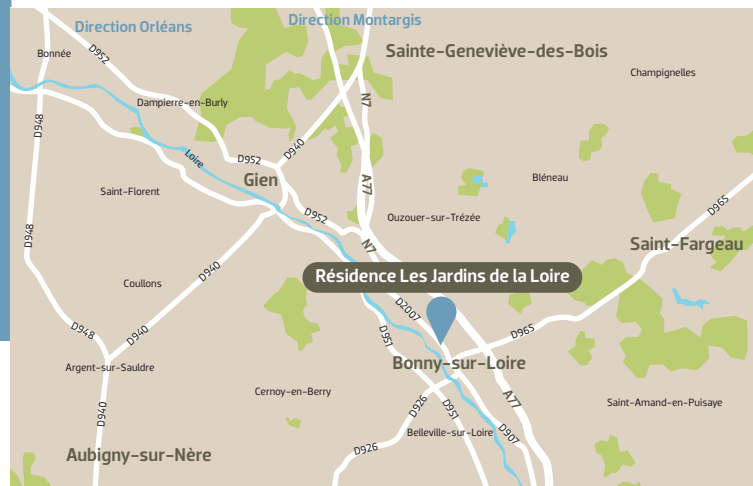 Direction Orléans
Direction Montargis
Bonnée
D952
Sainte-Geneviève-des-Bois
Champignelles
Dampierre-en-Burly
N7
D948
D940
Loire
D952
Gien
A77
Bléneau
Saint-Florent
D952
Ouzouer-sur-Trézée
D965
D948
N7
Saint-Fargeau
D940
Coullons
Résidence Les Jardins de la Loire
D2007
D948
D940
D951
D965
Argent-sur-Sauldre
Bonny-sur-Loire
Cernoy-en-Berry
A77
D940
D926
D951
Saint-Amand-en-Puisaye
Belleville-sur-Loire
D907
D926
Aubigny-sur-Nère